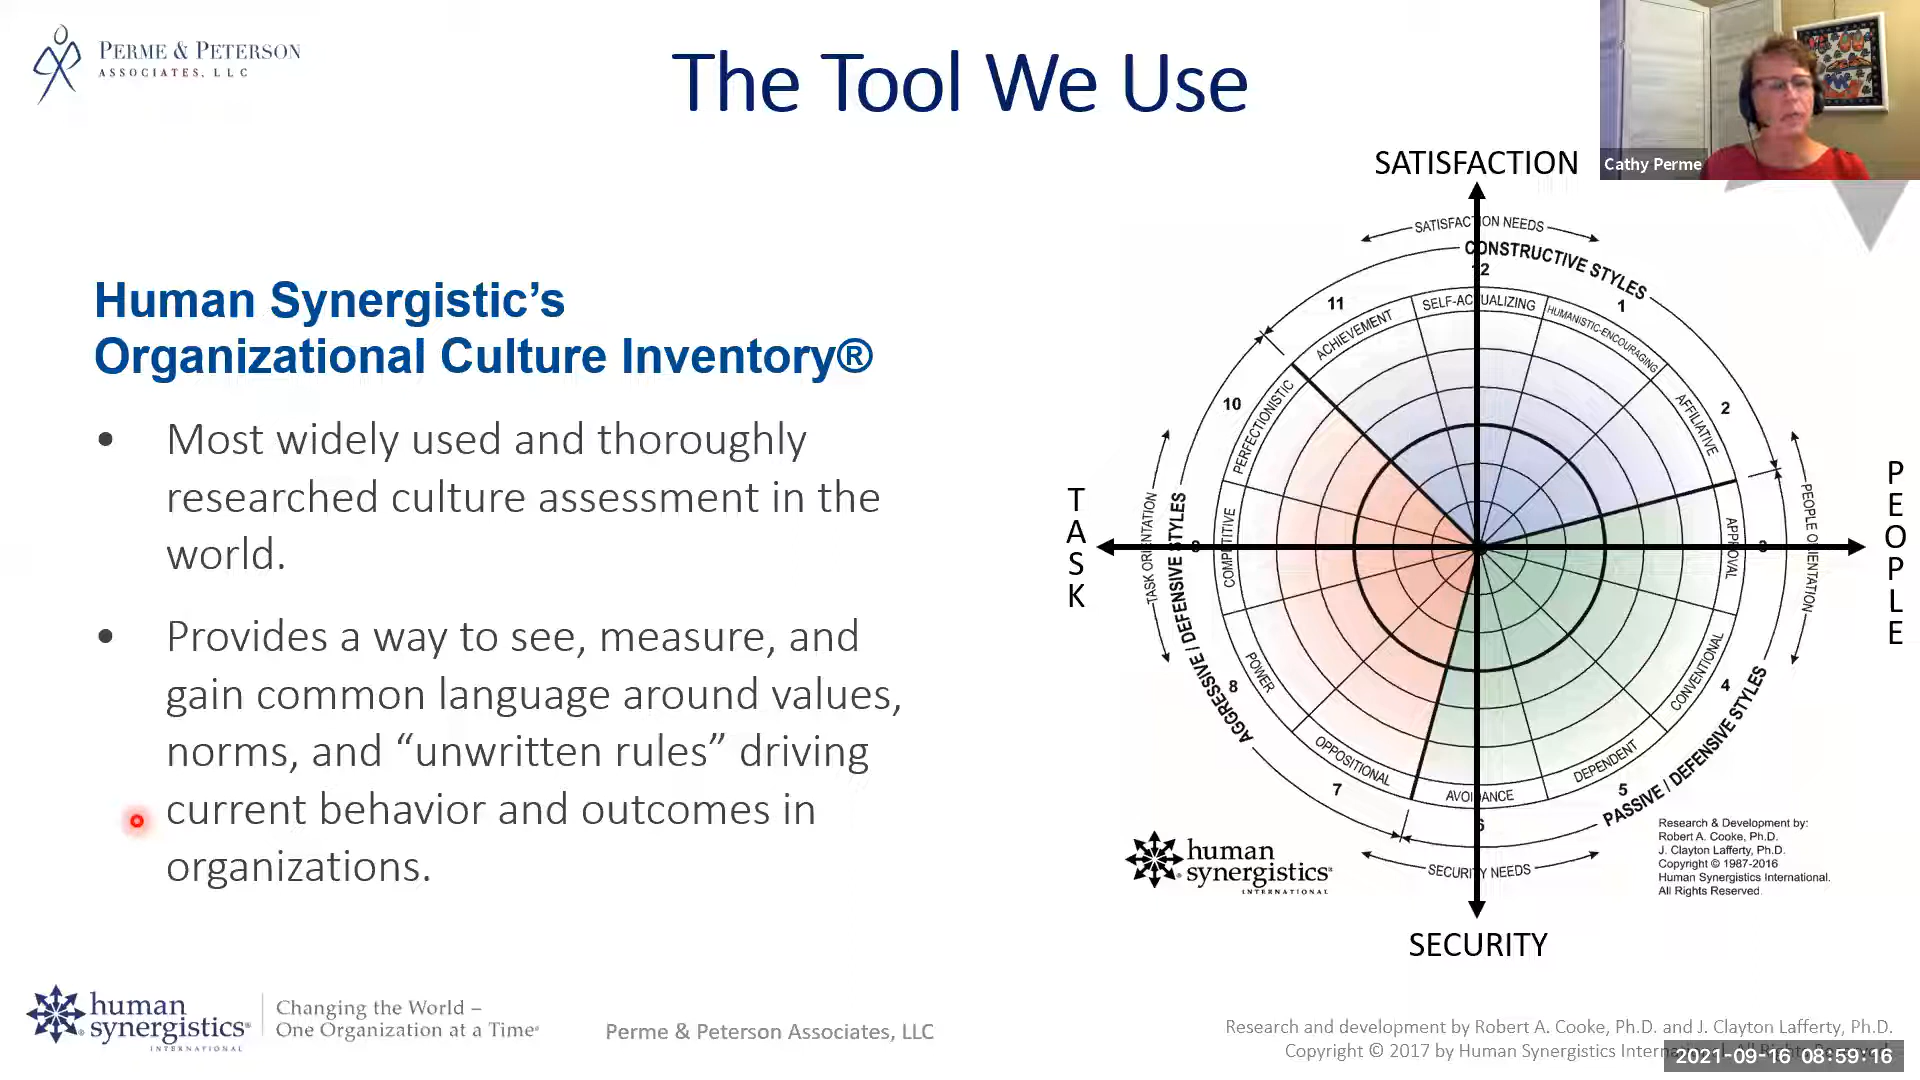 PERME & PETERSON
ASSOCIATES, LLC
The Tool We Use
Cathy Perme
Human Synergistic’s
Organizational Culture Inventory®
• Most widely used and thoroughly
researched culture assessment in the
world.
• Provides a way to see, measure, and
gain common language around values,
norms, and “unwritten rules” driving
current behavior and outcomes in
organizations.
SATISFACTION
SATISFACTION NEEDS
CONSTRUCTIVE STYLES
12
11
1
SELF-ACTUALIZING
ACHIEVEMENT
HUMANISTIC-ENCOURAGING
10
2
PERFECTIONISTIC
AFFILIATIVE
TASK
TASK ORIENTATION
AGGRESSIVE / DEFENSIVE STYLES
COMPETITIVE
APPROVAL
PEOPLE ORIENTATION
PEOPLE
8
POWER
CONVENTIONAL
4
OPPOSITIONAL
DEPENDENT
7
AVOIDANCE
5
PASSIVE / DEFENSIVE STYLES
6
SECURITY NEEDS
SECURITY
human
synergistics®
INTERNATIONAL
Research & Development by:
Robert A. Cooke, Ph.D.
J. Clayton Lafferty, Ph.D.
Copyright © 1987-2016
Human Synergistics International.
All Rights Reserved.
human
synergistics®
INTERNATIONAL
Changing the World –
One Organization at a Time®
Perme & Peterson Associates, LLC
Research and development by Robert A. Cooke, Ph.D. and J. Clayton Lafferty, Ph.D.
Copyright © 2017 by Human Synergistics
2021-09-16 08:59:16